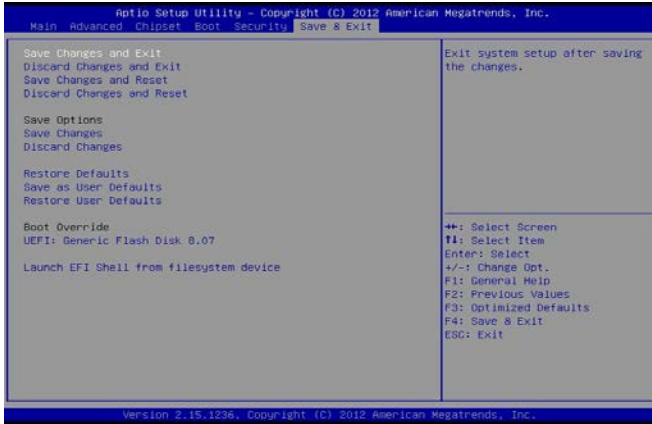 Aptio Setup Utility – Copyright (C) 2012 American Megatrends, Inc.
Main Advanced Chipset Boot Security Save & Exit
Save Changes and Exit
Discard Changes and Exit
Save Changes and Reset
Discard Changes and Reset
Save Options
Save Changes
Discard Changes
Restore Defaults
Save as User Defaults
Restore User Defaults
Boot Override
UEFI: Generic Flash Disk 8.07
Launch EFI Shell from filesystem device
Exit system setup after saving
the changes.
→←: Select Screen
↑↓: Select Item
Enter: Select
+/-: Change Opt.
F1: General Help
F2: Previous Values
F3: Optimized Defaults
F4: Save & Exit
ESC: Exit
Version 2.15.1236. Copyright (C) 2012 American Megatrends, Inc.